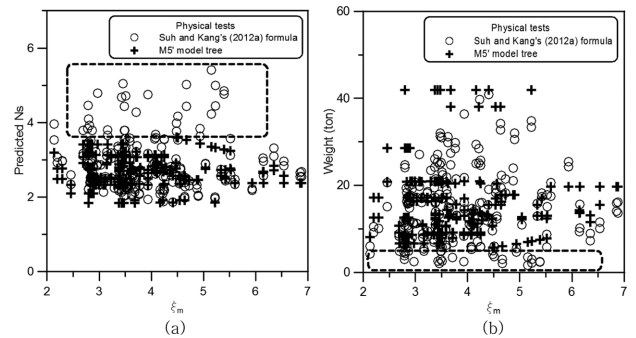 (a)
Physical tests
Suh and Kang's (2012a) formula
M5' model tree
Predicted Ns
6
4
2
0
2 3 4 5 6 7
ξm
(a)
(b)
Physical tests
Suh and Kang's (2012a) formula
M5' model tree
Weight (ton)
60
40
20
0
2 3 4 5 6 7
ξm
(b)